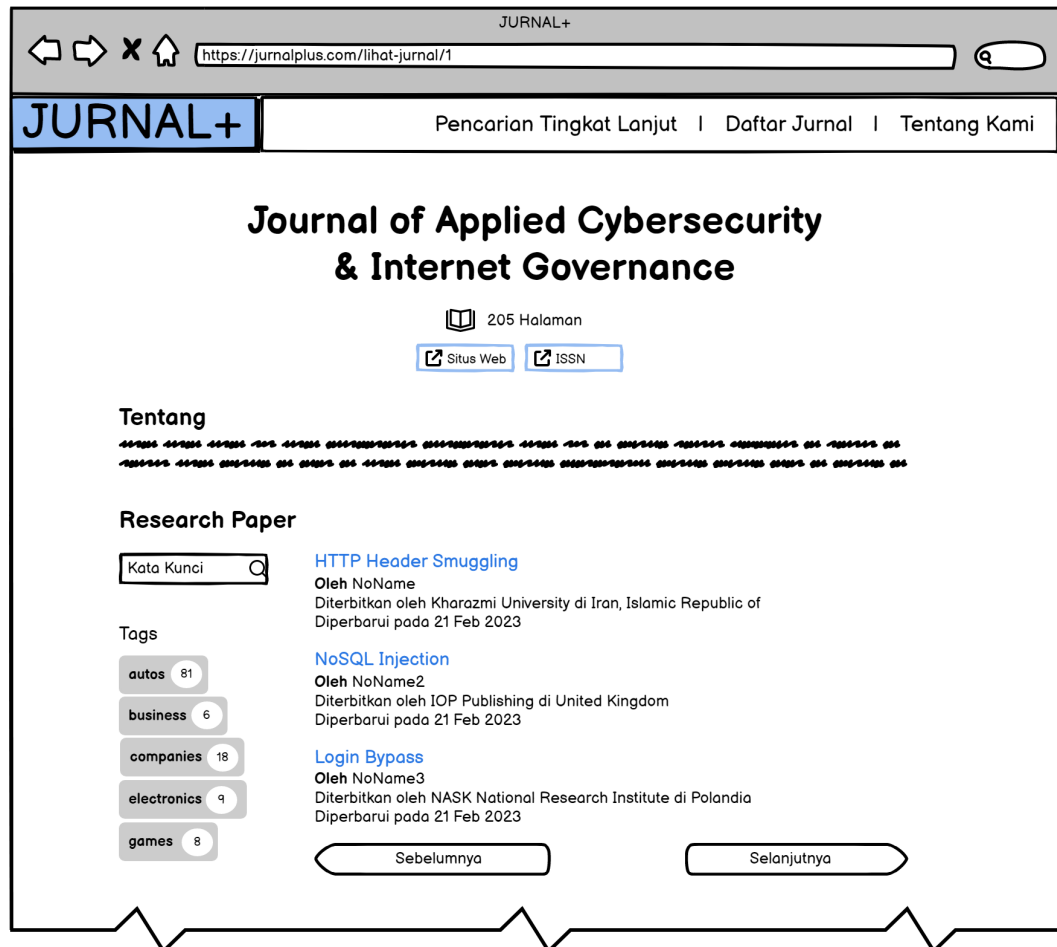 JURNAL+
https://jurnalplus.com/lihat-jurnal/1
JURNAL+
Pencarian Tingkat Lanjut | Daftar Jurnal | Tentang Kami
Journal of Applied Cybersecurity
& Internet Governance
205 Halaman
Situs Web
ISSN
Tentang
Research Paper
Kata Kunci
Tags
autos 81
business 6
companies 18
electronics 9
games 8
HTTP Header Smuggling
Oleh NoName
Diterbitkan oleh Kharazmi University di Iran, Islamic Republic of
Diperbarui pada 21 Feb 2023
NoSQL Injection
Oleh NoName2
Diterbitkan oleh IOP Publishing di United Kingdom
Diperbarui pada 21 Feb 2023
Login Bypass
Oleh NoName3
Diterbitkan oleh NASK National Research Institute di Polandia
Diperbarui pada 21 Feb 2023
Sebelumnya
Selanjutnya